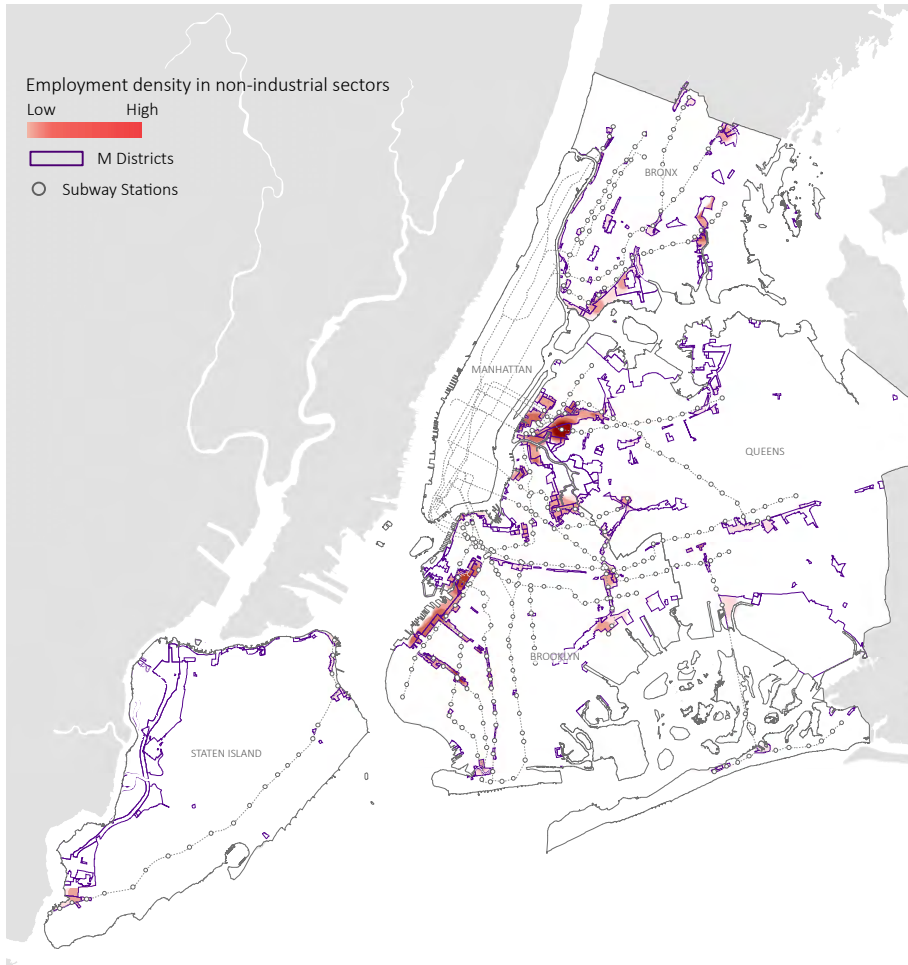 Employment density in non-industrial sectors
Low High
M Districts
Subway Stations
BRONX
MANHATTAN
QUEENS
BROOKLYN
STATEN ISLAND